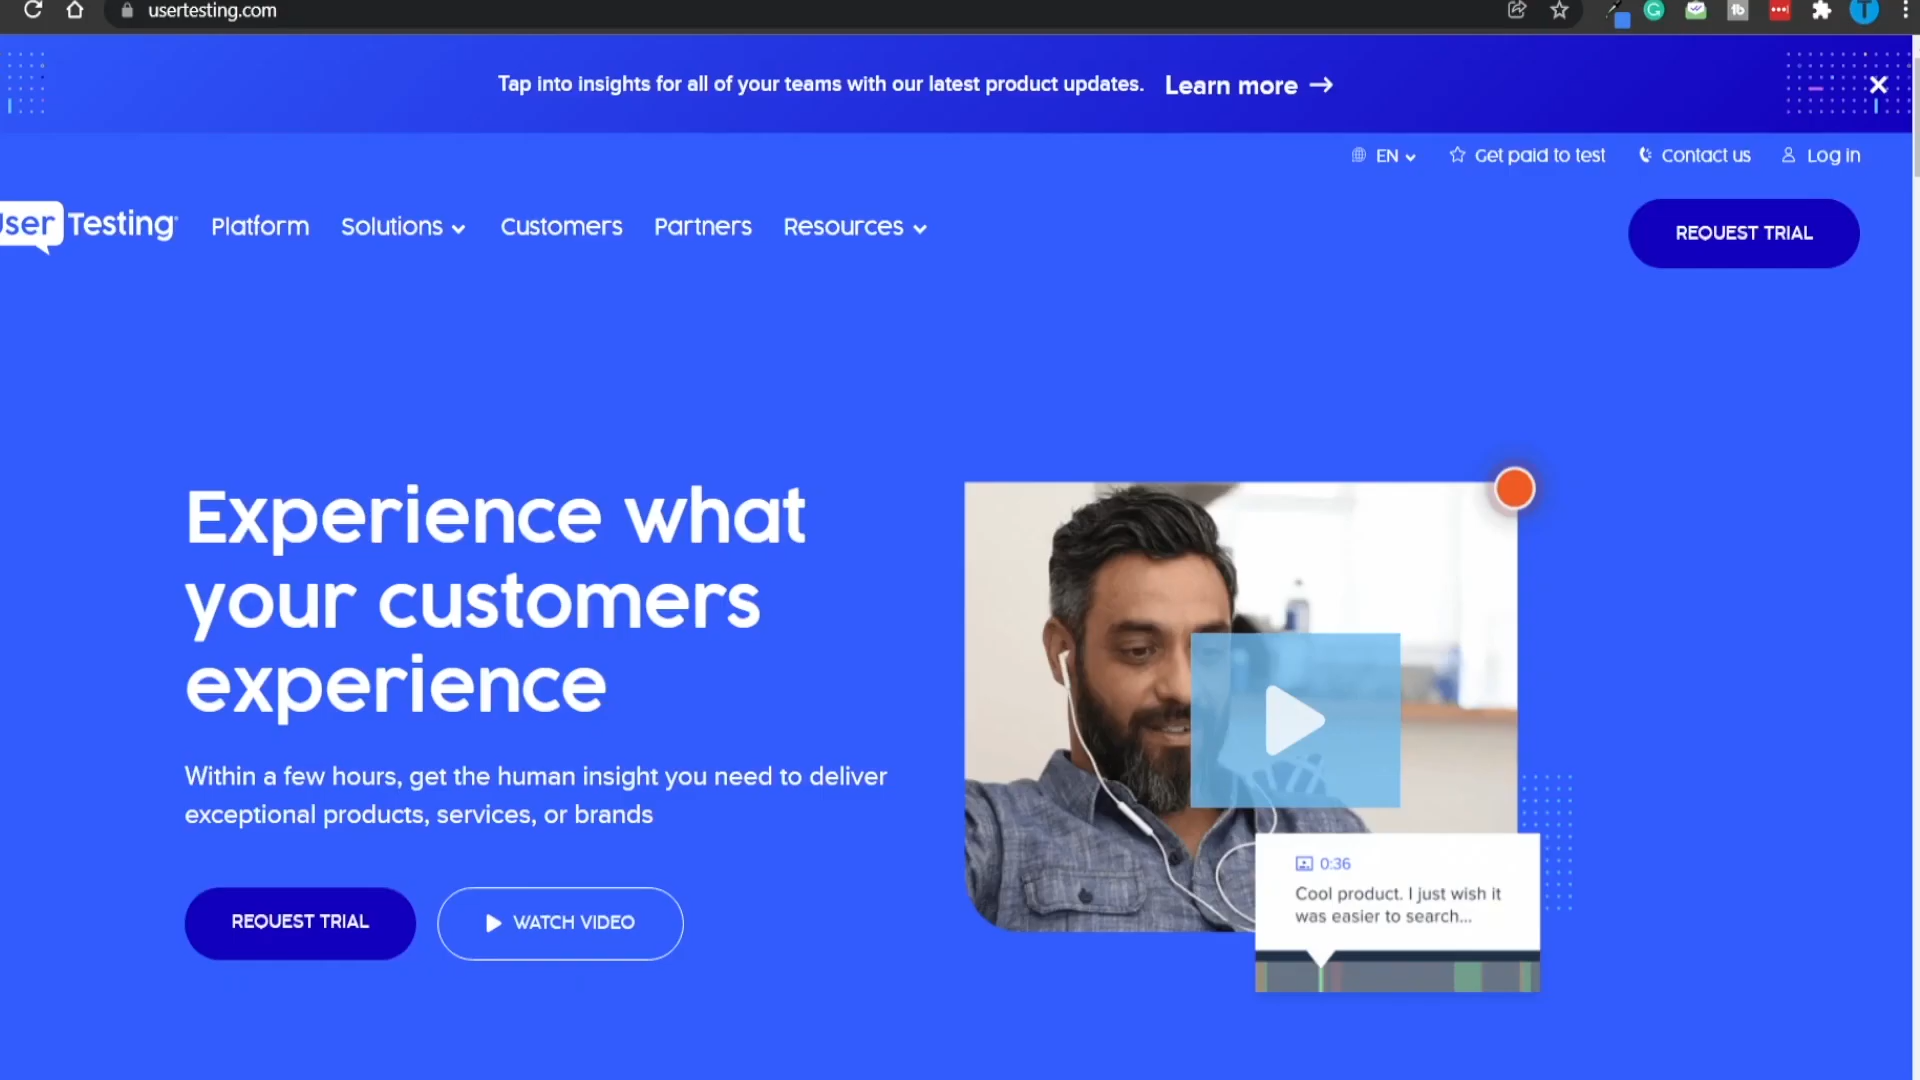 usertesting.com
Tap into insights for all of your teams with our latest product updates. Learn more →
EN Get paid to test Contact us Log in
User Testing Platform Solutions Customers Partners Resources
REQUEST TRIAL
Experience what
your customers
experience
Within a few hours, get the human insight you need to deliver
exceptional products, services, or brands
REQUEST TRIAL WATCH VIDEO
0:36
Cool product. I just wish it
was easier to search...